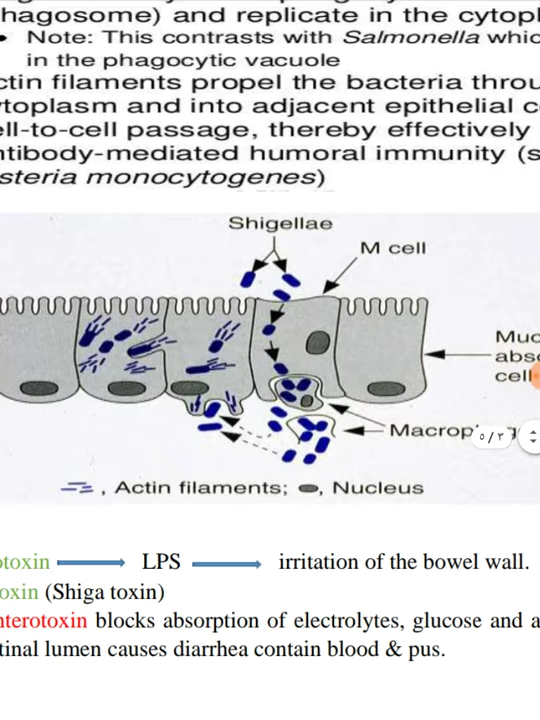 hagosome) and replicate in the cytopl
• Note: This contrasts with Salmonella whic
in the phagocytic vacuole
ctin filaments propel the bacteria throu
ytoplasm and into adjacent epithelial c
ell-to-cell passage, thereby effectively
ntibody-mediated humoral immunity (s
steria monocytogenes)
Shigellae
M cell
Muc
abs
cell
Macrop
٥/٢
, Actin filaments; , Nucleus
otoxin LPS irritation of the bowel wall.
oxin (Shiga toxin)
nterotoxin blocks absorption of electrolytes, glucose and a
tinal lumen causes diarrhea contain blood & pus.